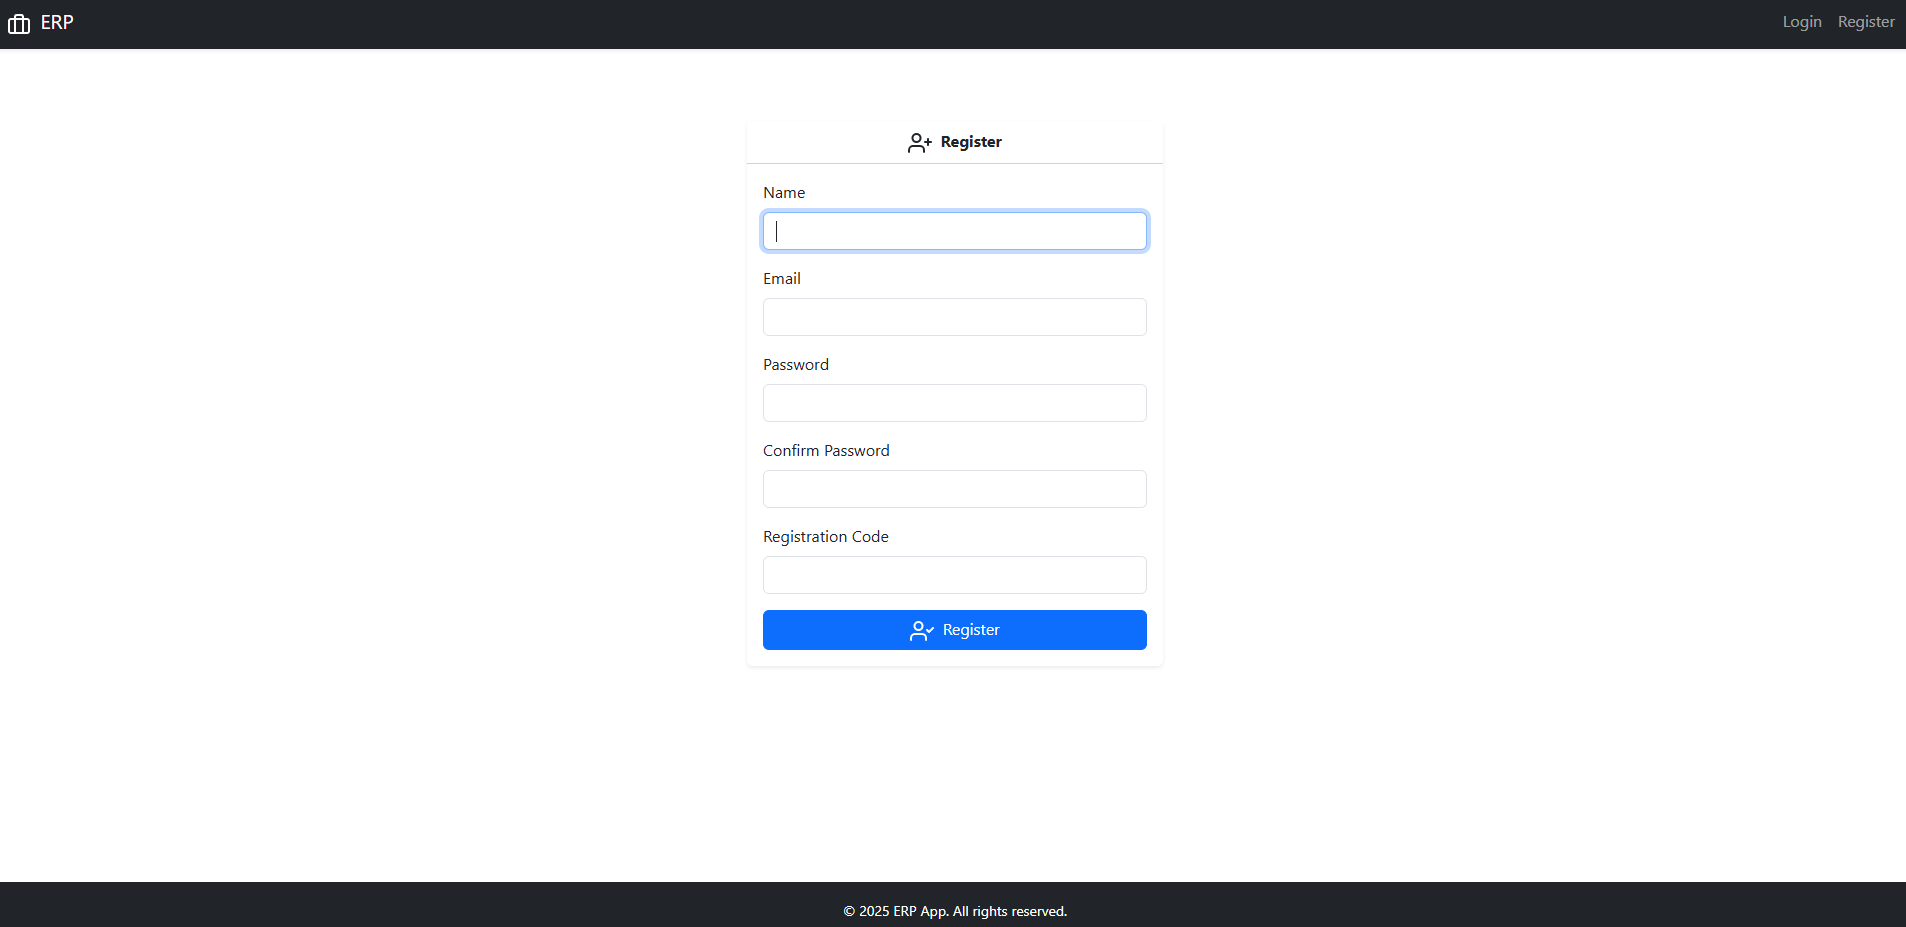 ERP
Login Register
Register
Name
Email
Password
Confirm Password
Registration Code
Register
© 2025 ERP App. All rights reserved.